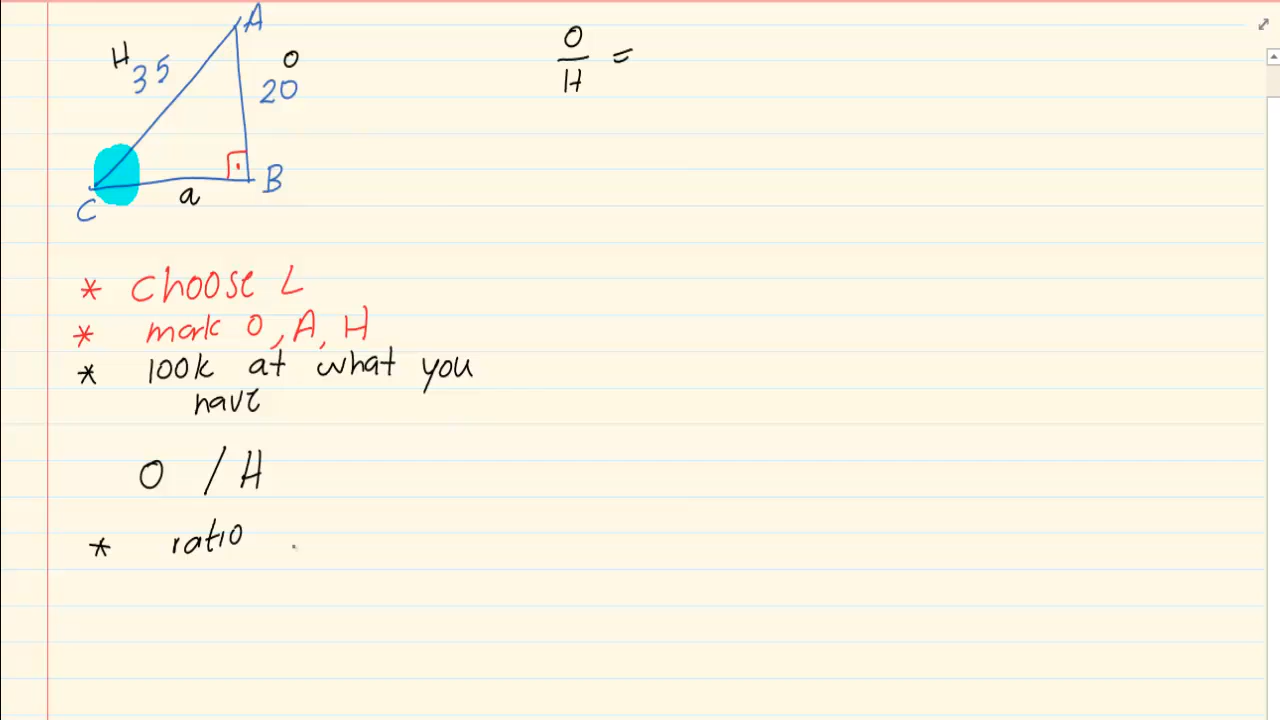 A
H
35
O
20
B
a
C
O
H =
* choose L
* mark O, A, H
* look at what you
have
O / H
* ratio